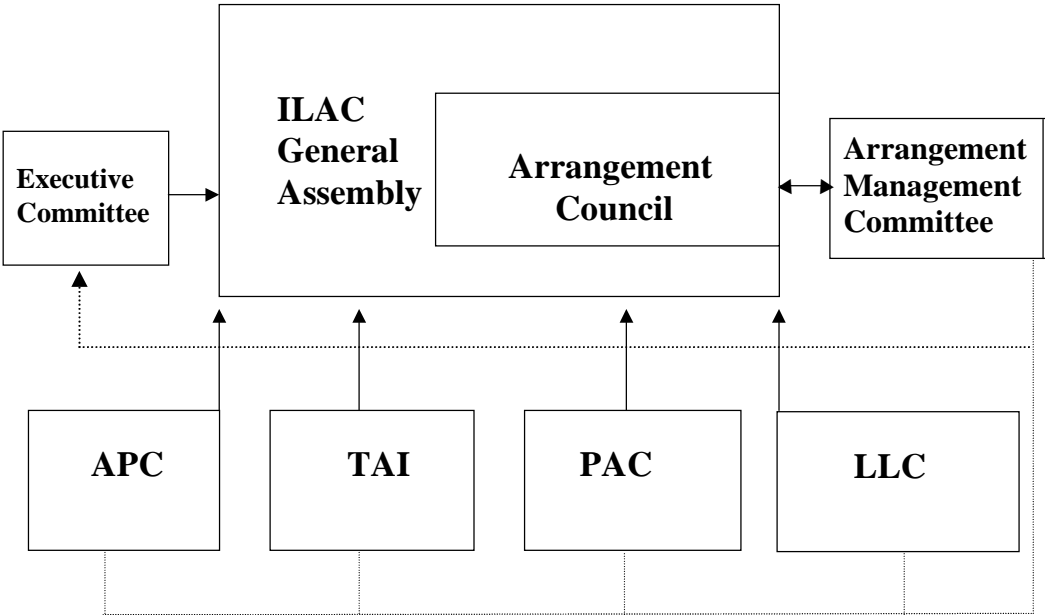 ILAC
General
Assembly
Arrangement
Council
Executive
Committee
Arrangement
Management
Committee
APC
TAI
PAC
LLC